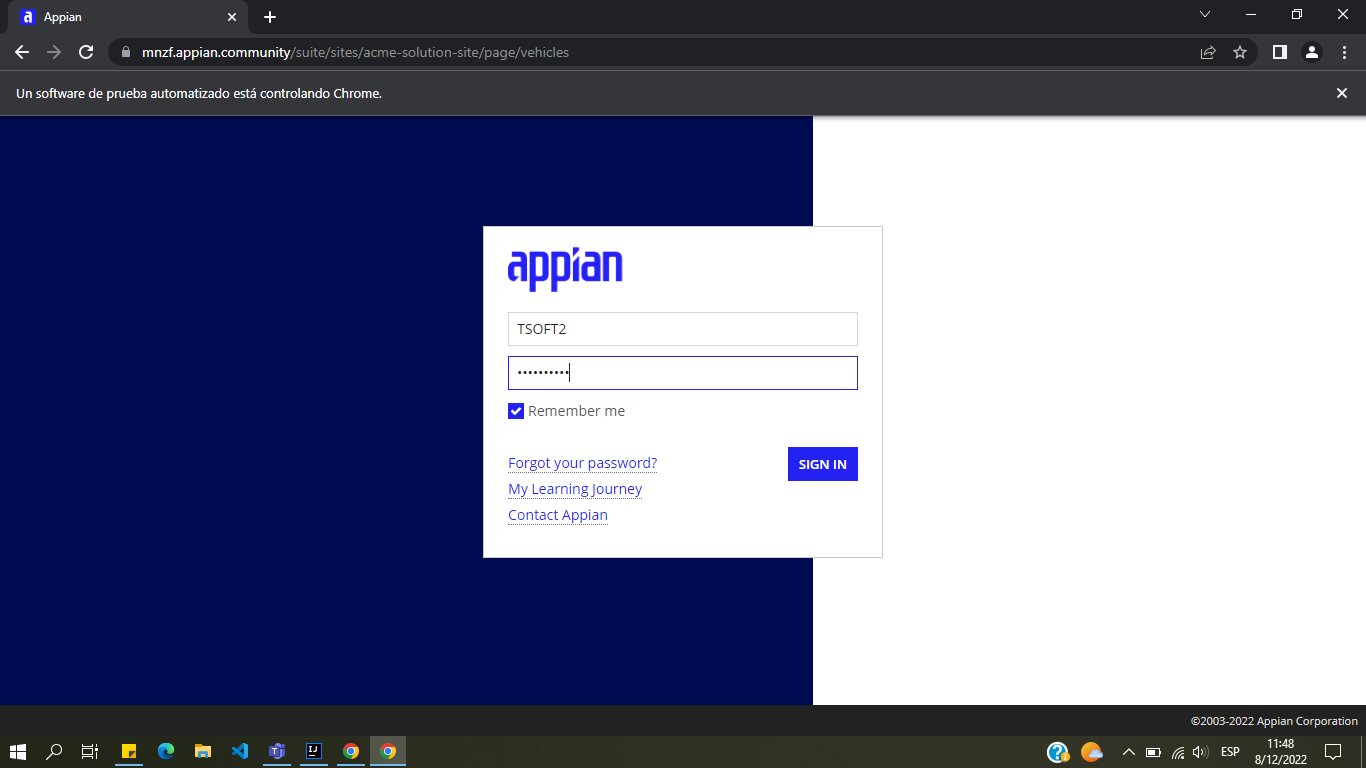 Appian
mnzf.appian.community/suite/sites/acme-solution-site/page/vehicles
Un software de prueba automatizado está controlando Chrome.
appian
TSOFT2
••••••••••
Remember me
Forgot your password?
SIGN IN
My Learning Journey
Contact Appian
©2003-2022 Appian Corporation
ESP
11:48
8/12/2022